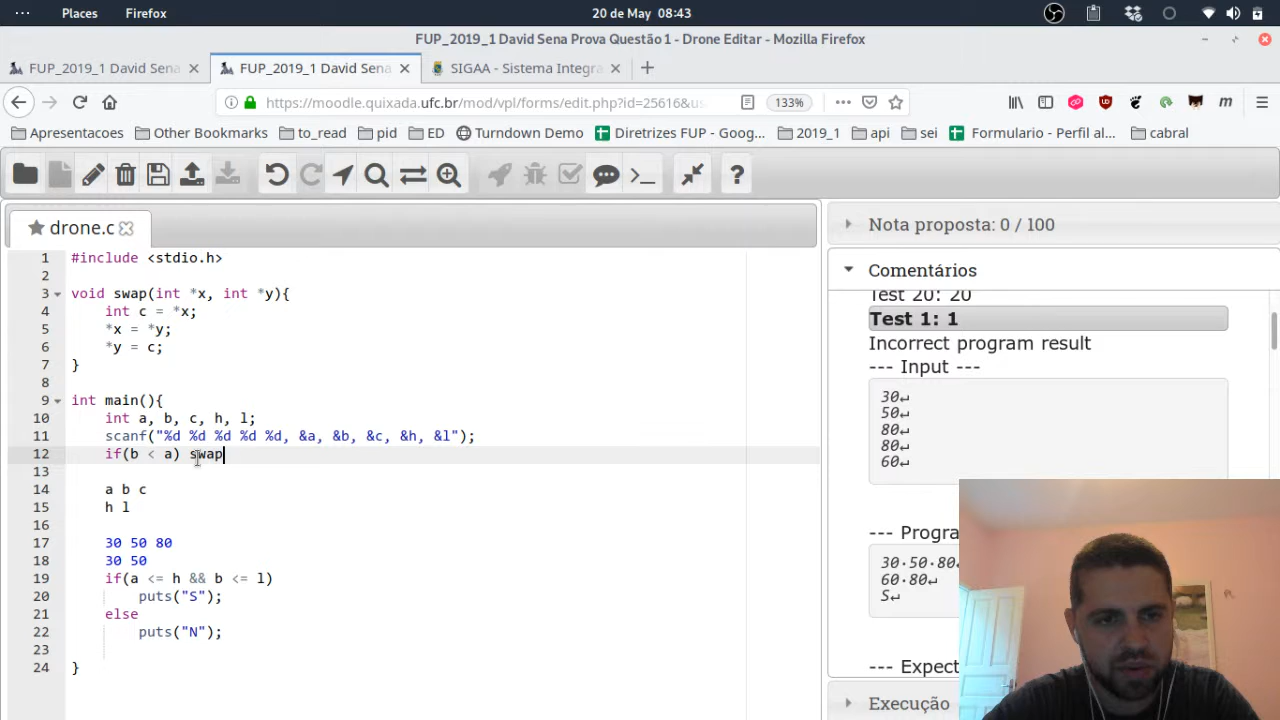 Places Firefox 20 de May 08:43
FUP_2019_1 David Sena Prova Questão 1 - Drone Editar - Mozilla Firefox
FUP_2019_1 David Sena FUP_2019_1 David Sena SIGAA - Sistema Integra
https://moodle.quixada.ufc.br/mod/vpl/forms/edit.php?id=25616&us 133%
Apresentacoes Other Bookmarks to_read pid ED Turndown Demo Diretrizes FUP - Goog... 2019_1 api sei Formulario - Perfil al... cabral
drone.c
1 #include <stdio.h>
2
3 void swap(int *x, int *y){
4 int c = *x;
5 *x = *y;
6 *y = c;
7 }
8
9 int main(){
10 int a, b, c, h, l;
11 scanf("%d %d %d %d %d, &a, &b, &c, &h, &l");
12 if(b < a) swap
13
14 a b c
15 h l
16
17 30 50 80
18 30 50
19 if(a <= h && b <= l)
20 puts("S");
21 else
22 puts("N");
23
24 }
Nota proposta: 0 / 100
Comentários
Test 20: 20
Test 1: 1
Incorrect program result
--- Input ---
30↵
50↵
80↵
80↵
60↵
--- Progra
30·50·80↵
60·80↵
S↵
--- Expect
Execução